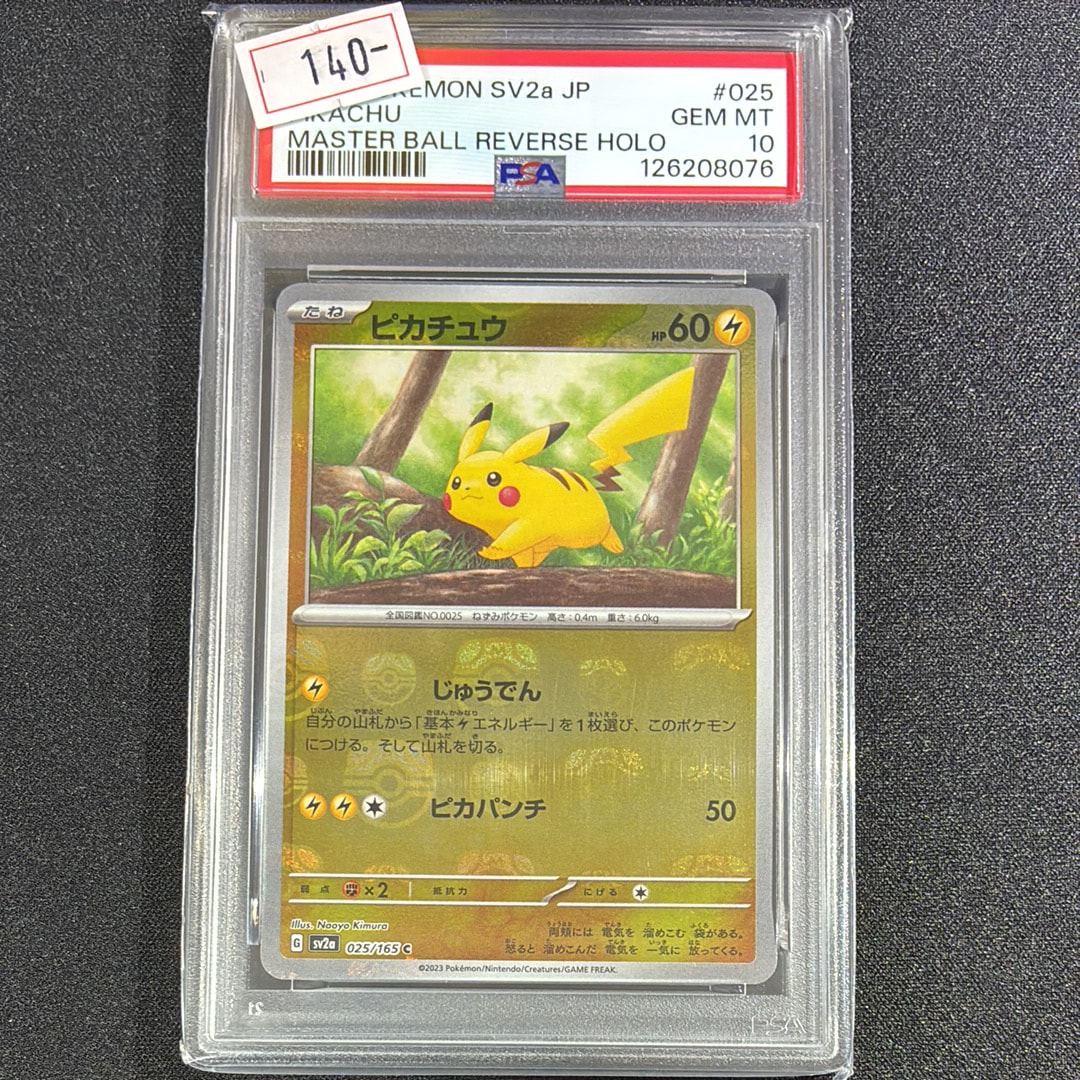 140-
SV2a JP #025
GEM MT
MASTER BALL REVERSE HOLO 10
PSA 126208076
たね ピカチュウ HP60
全国図鑑NO.0025 ねずみポケモン 高さ:0.4m 重さ:6.0kg
じゅうでん
自分の山札から「基本エネルギー」を1枚選び、このポケモン
につける。そして山札を切る。
ピカパンチ 50
弱点 ×2 抵抗力 にげる
Illus. Naoyo Kimura
両頬には 電気を 溜めこむ 袋がある。
怒ると 溜めこんだ 電気を 一気に 放ってくる。
G sv2a 025/165 C
©2023 Pokémon/Nintendo/Creatures/GAME FREAK.
21
PSA